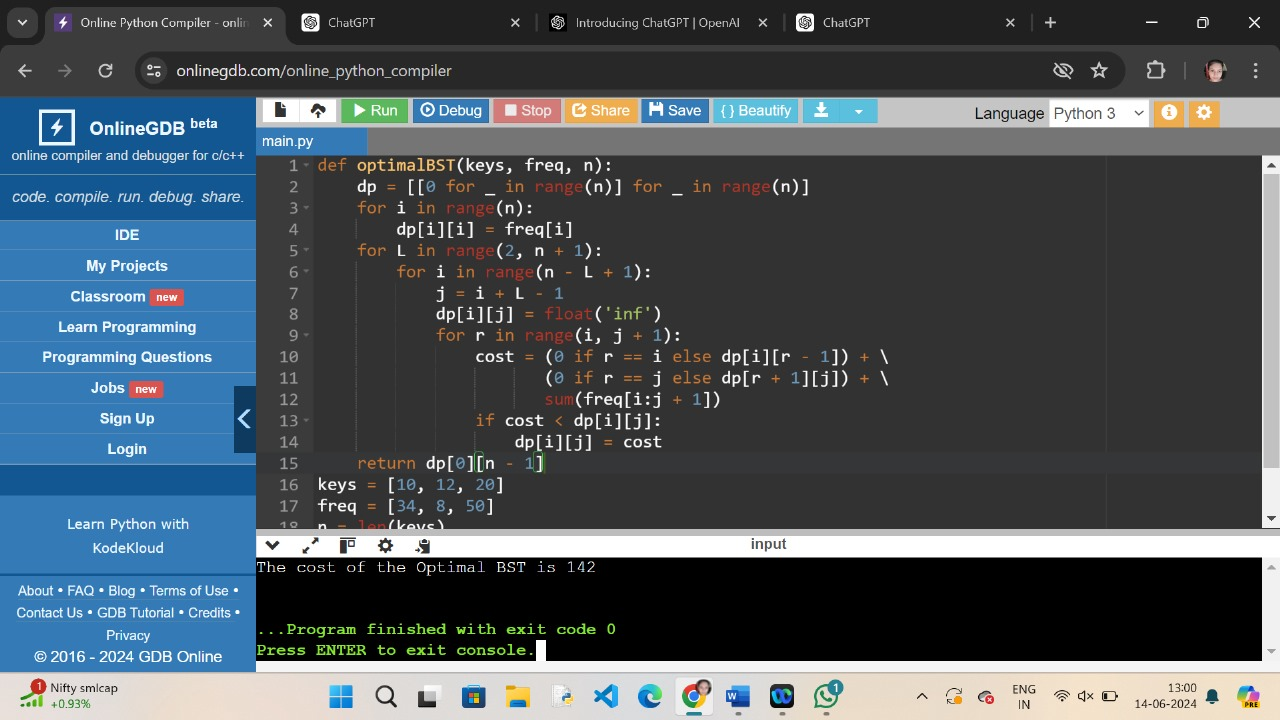 Online Python Compiler - onlin
ChatGPT
Introducing ChatGPT | OpenAI
ChatGPT
onlinegdb.com/online_python_compiler
OnlineGDB beta
online compiler and debugger for c/c++
code. compile. run. debug. share.
IDE
My Projects
Classroom new
Learn Programming
Programming Questions
Jobs new
Sign Up
Login
Learn Python with
KodeKloud
About • FAQ • Blog • Terms of Use •
Contact Us • GDB Tutorial • Credits •
Privacy
© 2016 - 2024 GDB Online
Run Debug Stop Share Save { } Beautify
Language Python 3
main.py
1 def optimalBST(keys, freq, n):
2     dp = [[0 for _ in range(n)] for _ in range(n)]
3     for i in range(n):
4         dp[i][i] = freq[i]
5     for L in range(2, n + 1):
6         for i in range(n - L + 1):
7             j = i + L - 1
8             dp[i][j] = float('inf')
9             for r in range(i, j + 1):
10                 cost = (0 if r == i else dp[i][r - 1]) + \
11                        (0 if r == j else dp[r + 1][j]) + \
12                        sum(freq[i:j + 1])
13                 if cost < dp[i][j]:
14                     dp[i][j] = cost
15     return dp[0][n - 1]
16 keys = [10, 12, 20]
17 freq = [34, 8, 50]
18 n = len(keys)
input
The cost of the Optimal BST is 142
...Program finished with exit code 0
Press ENTER to exit console.
1
Nifty smlcap
+0.93%
1
ENG
IN
13:00
14-06-2024
PRE